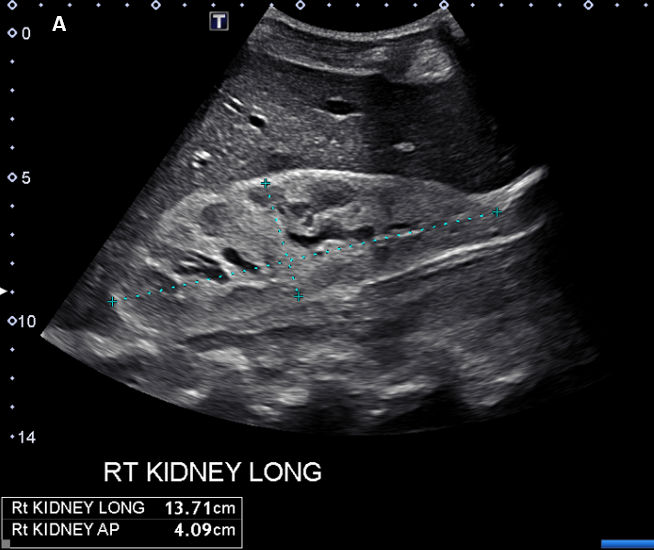 A
T
0
5
10
14
RT KIDNEY LONG
Rt KIDNEY LONG 13.71cm
Rt KIDNEY AP 4.09cm